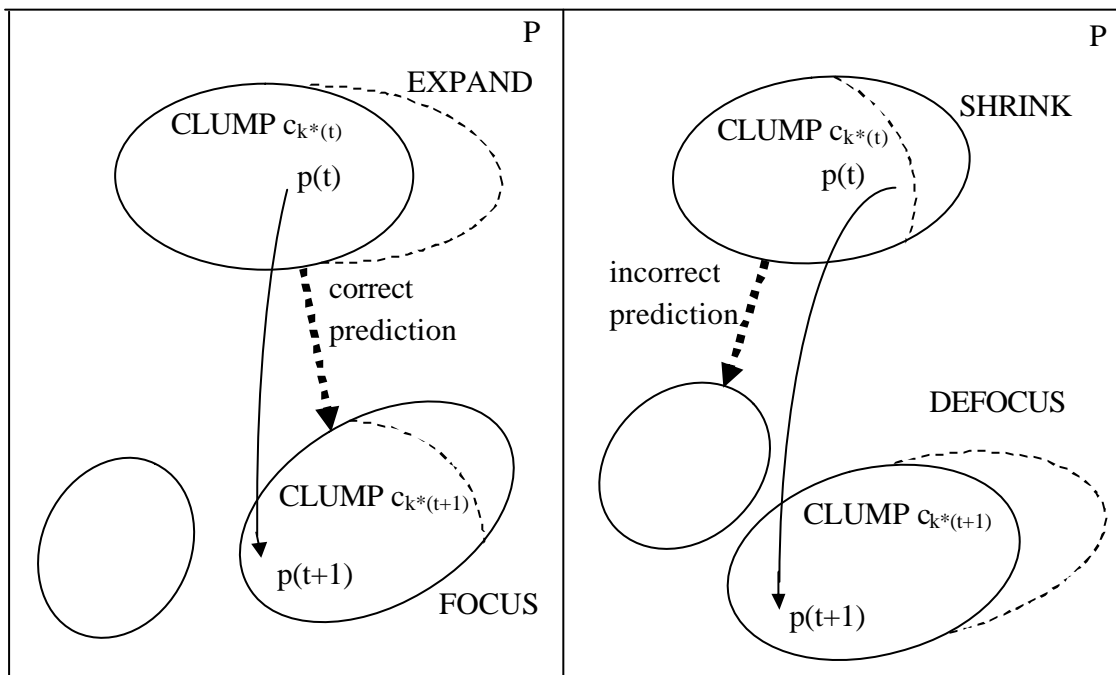 P
EXPAND
CLUMP c_{k*(t)}
p(t)
correct
prediction
CLUMP c_{k*(t+1)}
p(t+1)
FOCUS
P
SHRINK
CLUMP c_{k*(t)}
p(t)
incorrect
prediction
DEFOCUS
CLUMP c_{k*(t+1)}
p(t+1)